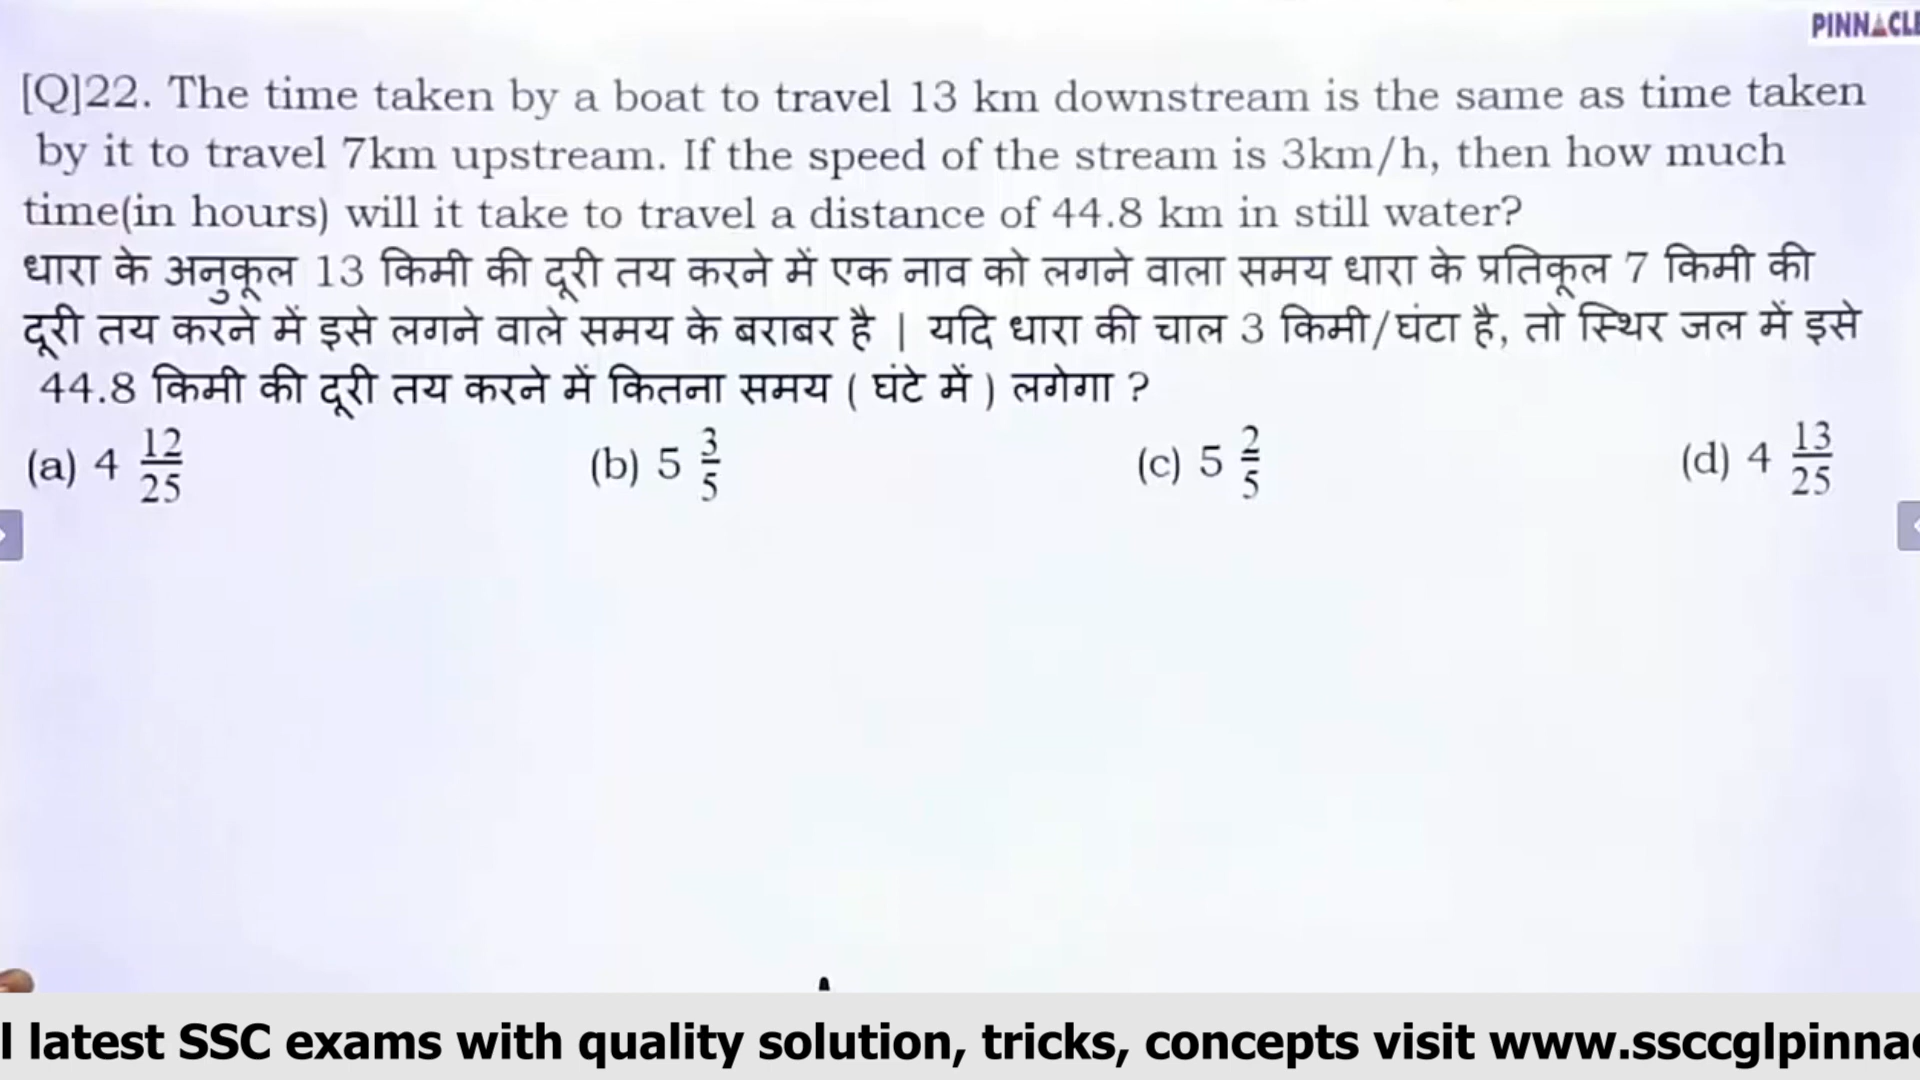 PINNACLE
[Q]22. The time taken by a boat to travel 13 km downstream is the same as time taken
by it to travel 7km upstream. If the speed of the stream is 3km/h, then how much
time(in hours) will it take to travel a distance of 44.8 km in still water?
धारा के अनुकूल 13 किमी की दूरी तय करने में एक नाव को लगने वाला समय धारा के प्रतिकूल 7 किमी की
दूरी तय करने में इसे लगने वाले समय के बराबर है | यदि धारा की चाल 3 किमी/घंटा है, तो स्थिर जल में इसे
44.8 किमी की दूरी तय करने में कितना समय ( घंटे में ) लगेगा ?
(a) 4 12/25 (b) 5 3/5 (c) 5 2/5 (d) 4 13/25
l latest SSC exams with quality solution, tricks, concepts visit www.ssccglpinna